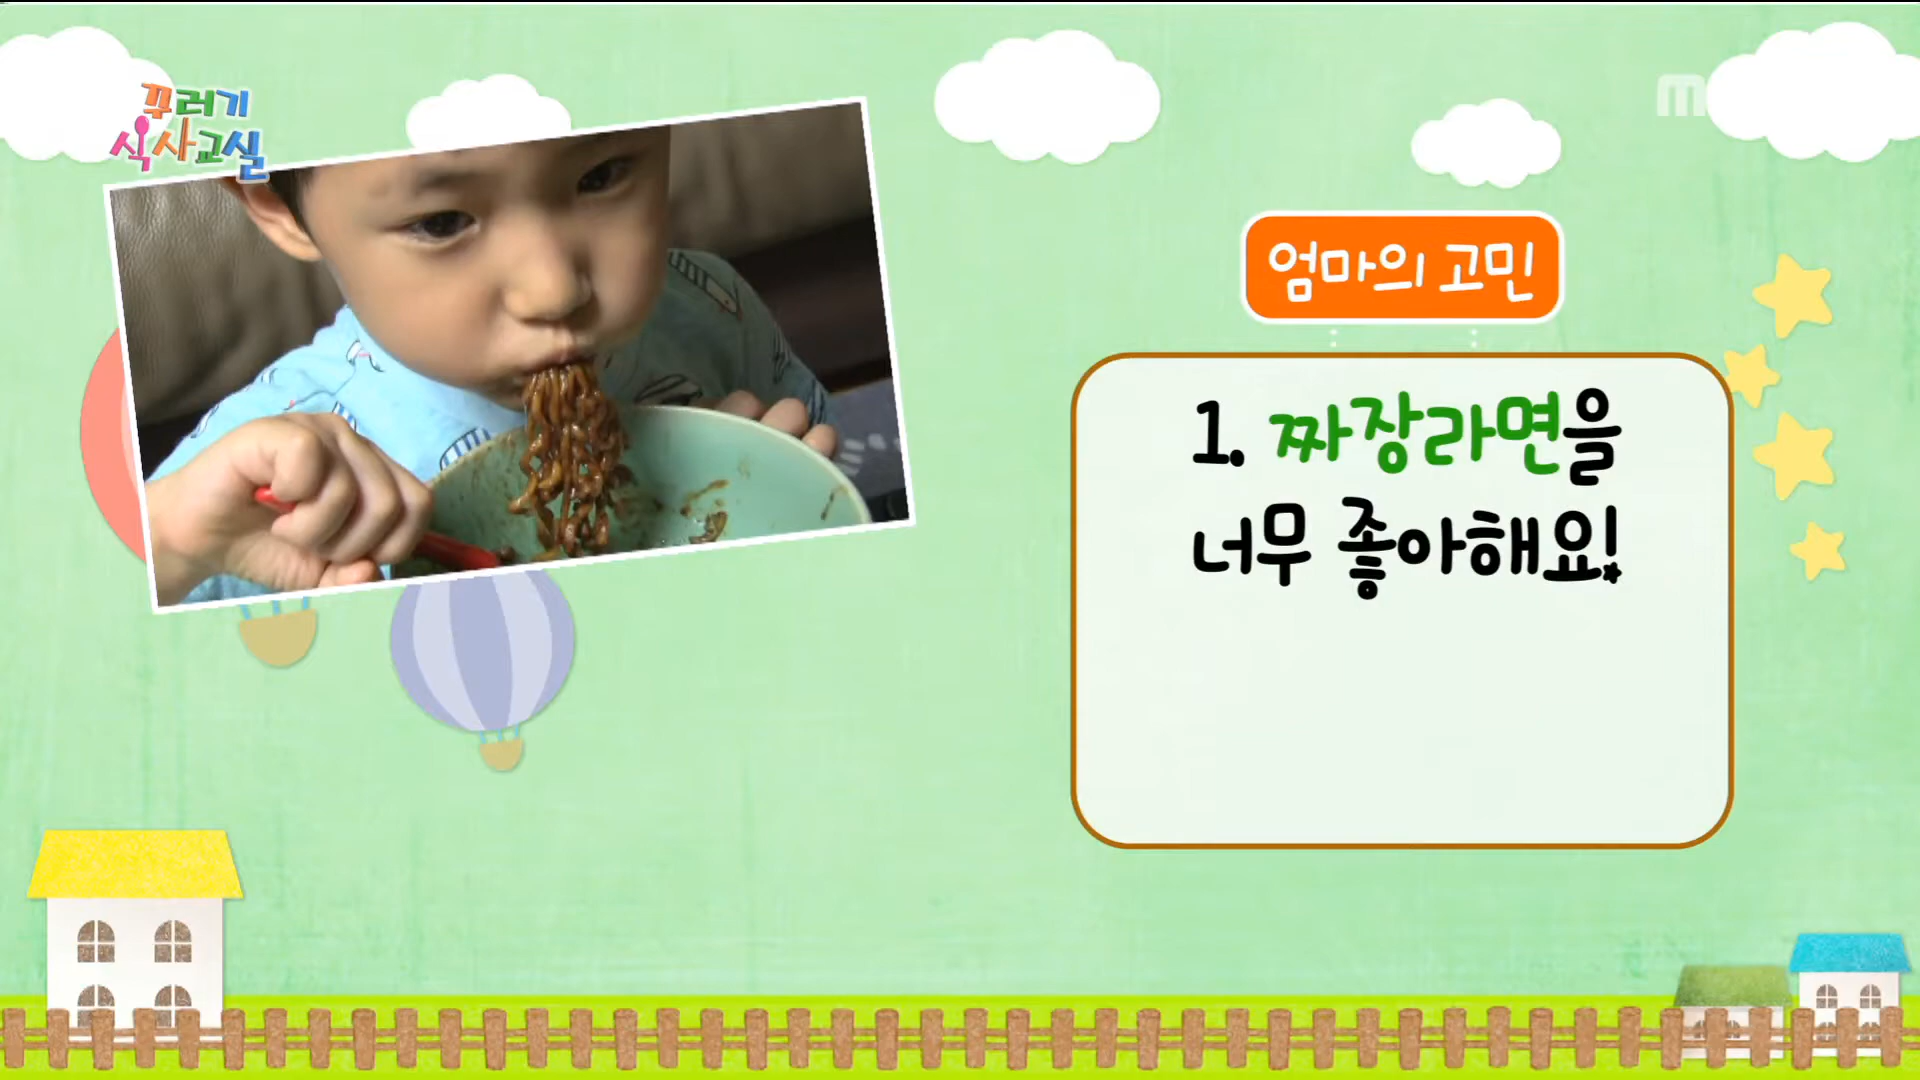 꾸러기
식사교실
엄마의 고민
1. 짜장라면을
너무 좋아해요!